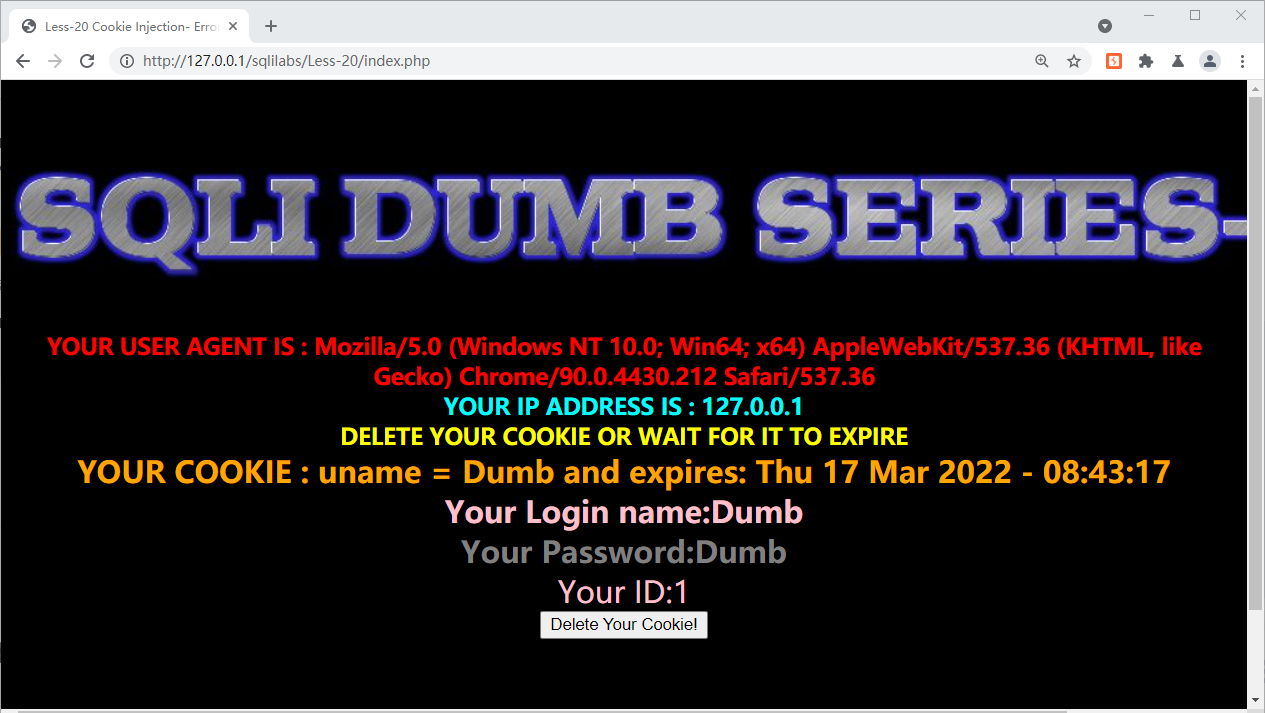 Less-20 Cookie Injection- Erro
http://127.0.0.1/sqlilabs/Less-20/index.php
SQLI DUMB SERIES-
YOUR USER AGENT IS : Mozilla/5.0 (Windows NT 10.0; Win64; x64) AppleWebKit/537.36 (KHTML, like
Gecko) Chrome/90.0.4430.212 Safari/537.36
YOUR IP ADDRESS IS : 127.0.0.1
DELETE YOUR COOKIE OR WAIT FOR IT TO EXPIRE
YOUR COOKIE : uname = Dumb and expires: Thu 17 Mar 2022 - 08:43:17
Your Login name:Dumb
Your Password:Dumb
Your ID:1
Delete Your Cookie!